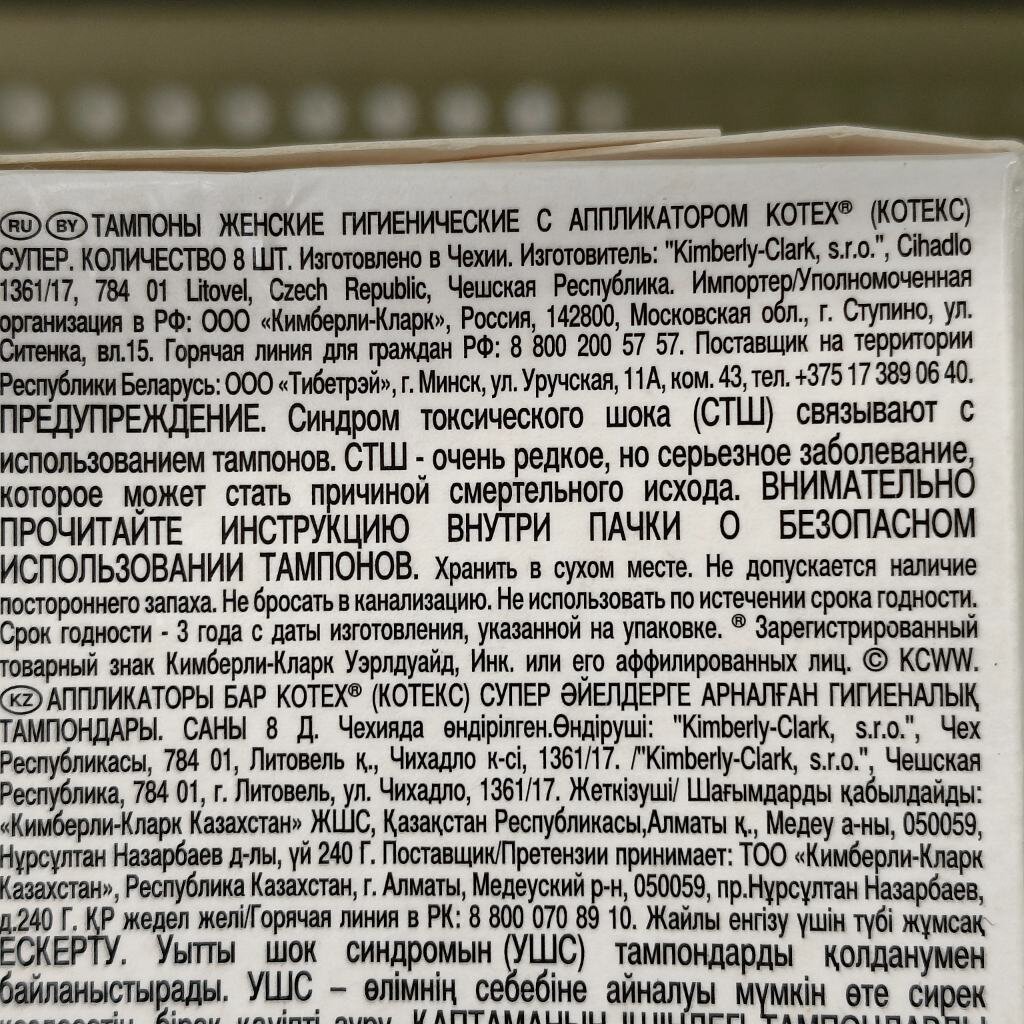 RU BY ТАМПОНЫ ЖЕНСКИЕ ГИГИЕНИЧЕСКИЕ С АППЛИКАТОРОМ KOTEX® (КОТЕКС)
СУПЕР. КОЛИЧЕСТВО 8 ШТ. Изготовлено в Чехии. Изготовитель: "Kimberly-Clark, s.r.o.", Cihadlo
1361/17, 784 01 Litovel, Czech Republic, Чешская Республика. Импортер/Уполномоченная
организация в РФ: ООО «Кимберли-Кларк», Россия, 142800, Московская обл., г. Ступино, ул.
Ситенка, вл.15. Горячая линия для граждан РФ: 8 800 200 57 57. Поставщик на территории
Республики Беларусь: ООО «Тибетрэй», г. Минск, ул. Уручская, 11А, ком. 43, тел. +375 17 389 06 40.
ПРЕДУПРЕЖДЕНИЕ. Синдром токсического шока (СТШ) связывают с
использованием тампонов. СТШ - очень редкое, но серьезное заболевание,
которое может стать причиной смертельного исхода. ВНИМАТЕЛЬНО
ПРОЧИТАЙТЕ ИНСТРУКЦИЮ ВНУТРИ ПАЧКИ О БЕЗОПАСНОМ
ИСПОЛЬЗОВАНИИ ТАМПОНОВ. Хранить в сухом месте. Не допускается наличие
постороннего запаха. Не бросать в канализацию. Не использовать по истечении срока годности.
Срок годности - 3 года с даты изготовления, указанной на упаковке. ® Зарегистрированный
товарный знак Кимберли-Кларк Уэрлдуайд, Инк. или его аффилированных лиц. © KCWW.
KZ АППЛИКАТОРЫ БАР KOTEX® (КОТЕКС) СУПЕР ӘЙЕЛДЕРГЕ АРНАЛҒАН ГИГИЕНАЛЫҚ
ТАМПОНДАРЫ. САНЫ 8 Д. Чехияда өндірілген.Өндіруші: "Kimberly-Clark, s.r.o.", Чех
Республикасы, 784 01, Литовель қ., Чихадло к-сі, 1361/17. /"Kimberly-Clark, s.r.o.", Чешская
Республика, 784 01, г. Литовель, ул. Чихадло, 1361/17. Жеткізуші/ Шағымдарды қабылдайды:
«Кимберли-Кларк Казахстан» ЖШС, Қазақстан Республикасы,Алматы қ., Медеу а-ны, 050059,
Нұрсұлтан Назарбаев д-лы, үй 240 Г. Поставщик/Претензии принимает: ТОО «Кимберли-Кларк
Казахстан», Республика Казахстан, г. Алматы, Медеуский р-н, 050059, пр.Нұрсұлтан Назарбаев,
д.240 Г. ҚР жедел желі/Горячая линия в РК: 8 800 070 89 10. Жайлы енгізу үшін түбі жұмсақ
ЕСКЕРТУ. Уытты шок синдромын (УШС) тампондарды қолданумен
байланыстырады. УШС – өлімнің себебіне айналуы мүмкін өте сирек